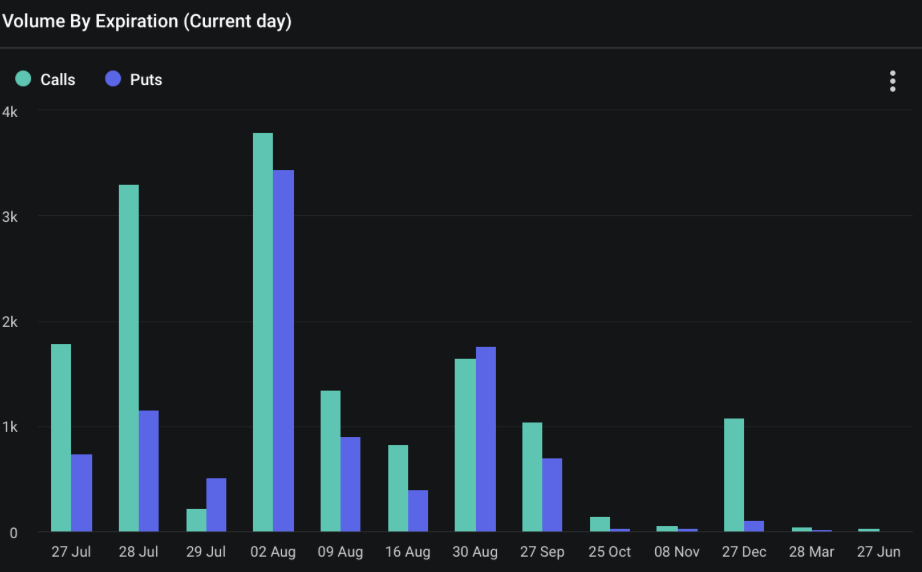 Volume By Expiration (Current day)
Calls Puts
4k
3k
2k
1k
0
27 Jul 28 Jul 29 Jul 02 Aug 09 Aug 16 Aug 30 Aug 27 Sep 25 Oct 08 Nov 27 Dec 28 Mar 27 Jun